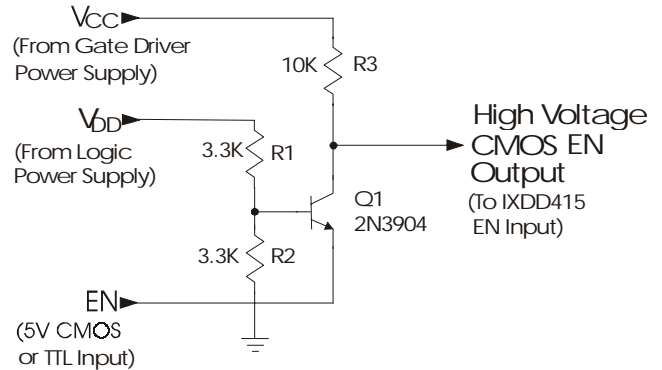 VCC
(From Gate Driver
Power Supply)
10K
R3
VDD
(From Logic
Power Supply)
3.3K
R1
High Voltage
CMOS EN
Output
(To IXDD415
EN Input)
Q1
2N3904
3.3K
R2
EN
(5V CMOS
or TTL Input)